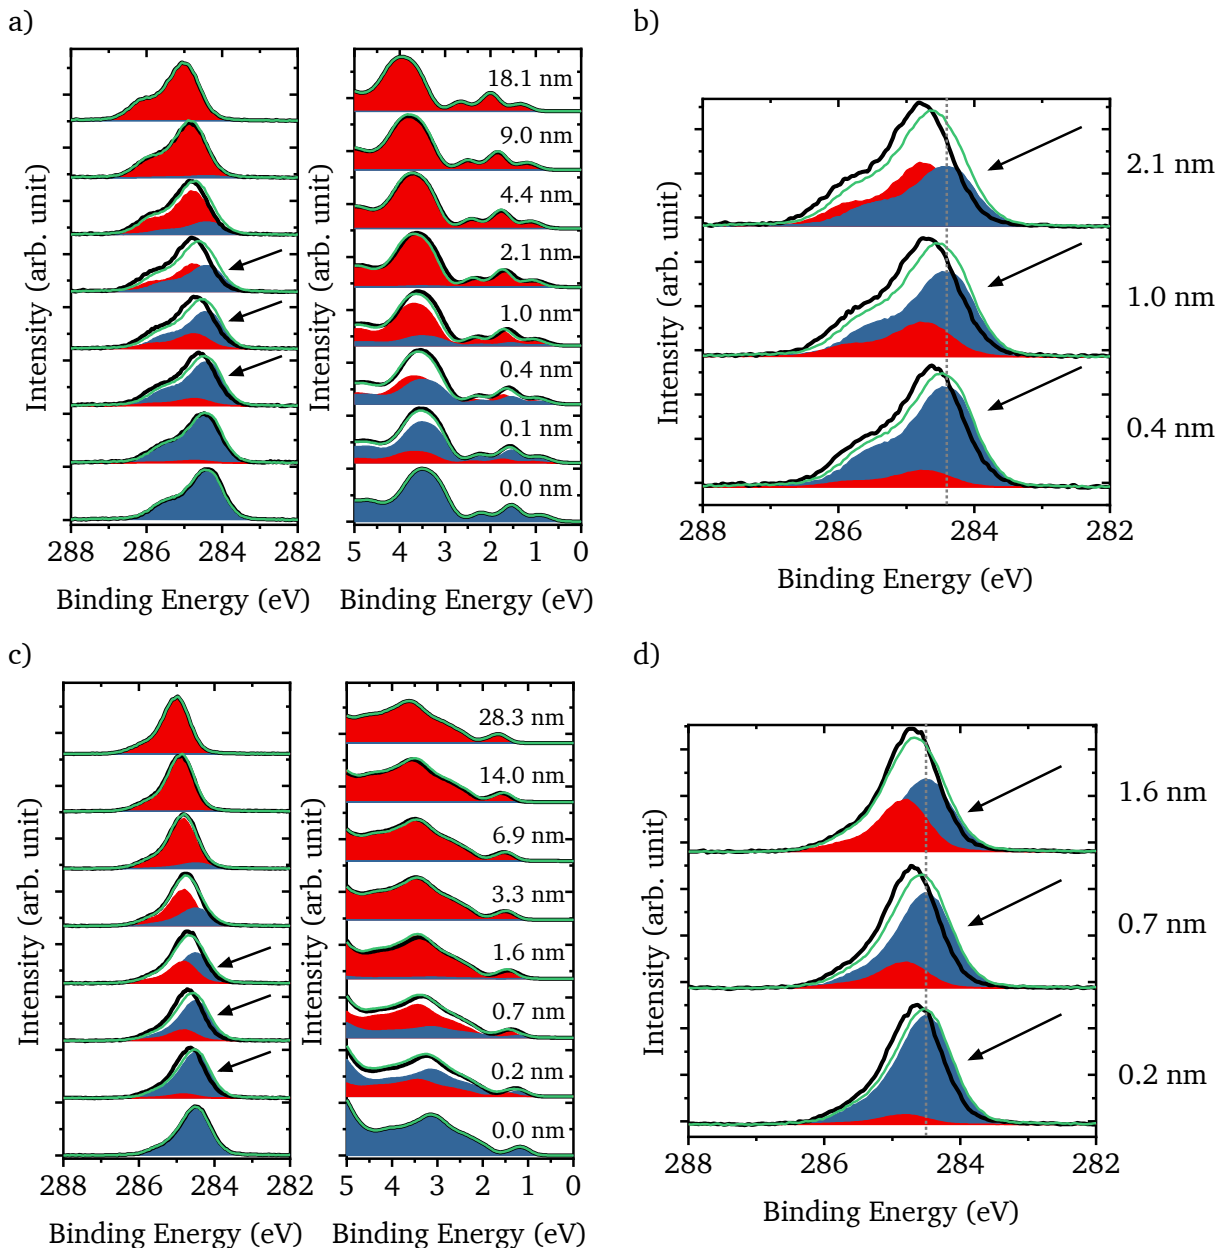 a)
b)
18.1 nm
9.0 nm
4.4 nm
2.1 nm
1.0 nm
0.4 nm
0.1 nm
0.0 nm
Intensity (arb. unit)
Intensity (arb. unit)
288 286 284 282
5 4 3 2 1 0
Binding Energy (eV)
Binding Energy (eV)
2.1 nm
1.0 nm
0.4 nm
Intensity (arb. unit)
288 286 284 282
Binding Energy (eV)
c)
d)
28.3 nm
14.0 nm
6.9 nm
3.3 nm
1.6 nm
0.7 nm
0.2 nm
0.0 nm
Intensity (arb. unit)
Intensity (arb. unit)
288 286 284 282
5 4 3 2 1 0
Binding Energy (eV)
Binding Energy (eV)
1.6 nm
0.7 nm
0.2 nm
Intensity (arb. unit)
288 286 284 282
Binding Energy (eV)